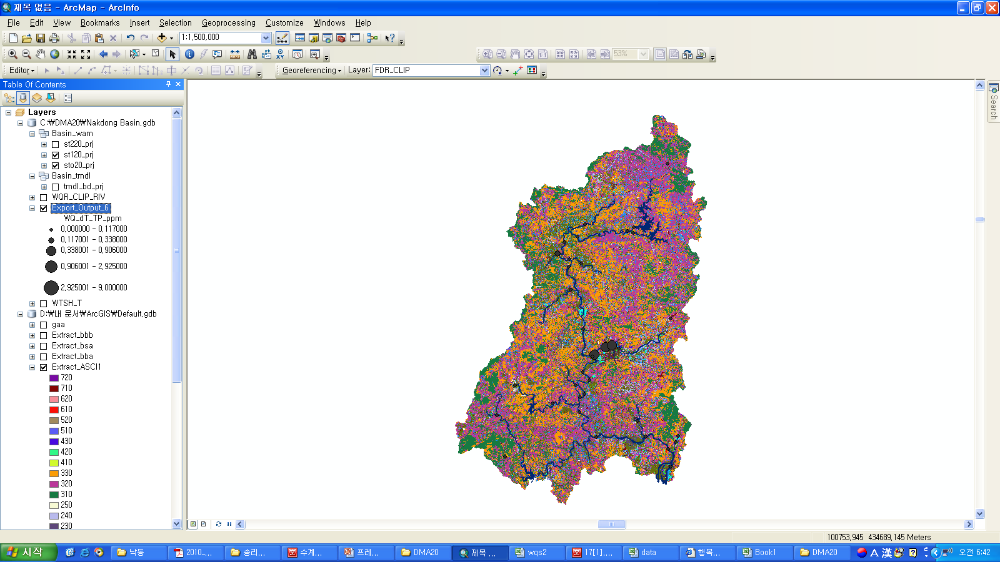 제목 없음 - ArcMap - ArcInfo
File Edit View Bookmarks Insert Selection Geoprocessing Customize Windows Help
1:1,500,000
53%
Editor Georeferencing Layer: FDR_CLIP
Table Of Contents
Layers
C:₩DMA20₩Nakdong Basin,gdb
Basin_wam
st220_prj
st120_prj
sto20_prj
Basin_tmdl
tmdl_bd_prj
WQR_CLIP_RIV
Export_Output_6
WQ_dT_TP_ppm
0,000000 - 0,117000
0,117001 - 0,338000
0,338001 - 0,906000
0,906001 - 2,925000
2,925001 - 9,000000
WTSH_T
D:₩내 문서₩ArcGIS₩Default,gdb
gaa
Extract_bbb
Extract_bsa
Extract_bba
Extract_ASCI1
720
710
620
610
520
510
430
420
410
330
320
310
250
240
230
Search
100753,945 434689,145 Meters
시작 낙동 2010_... 송리... 수계... 프레... DMA20 제목 ... wqs2 17[1],... data 행복... Book1 DMA20 A 漢 오전 6:42